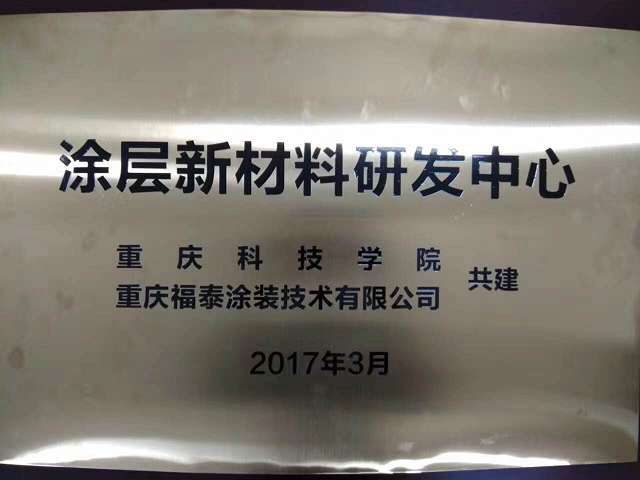 涂层新材料研发中心
重庆科技学院
重庆福泰涂装技术有限公司
共建
2017年3月